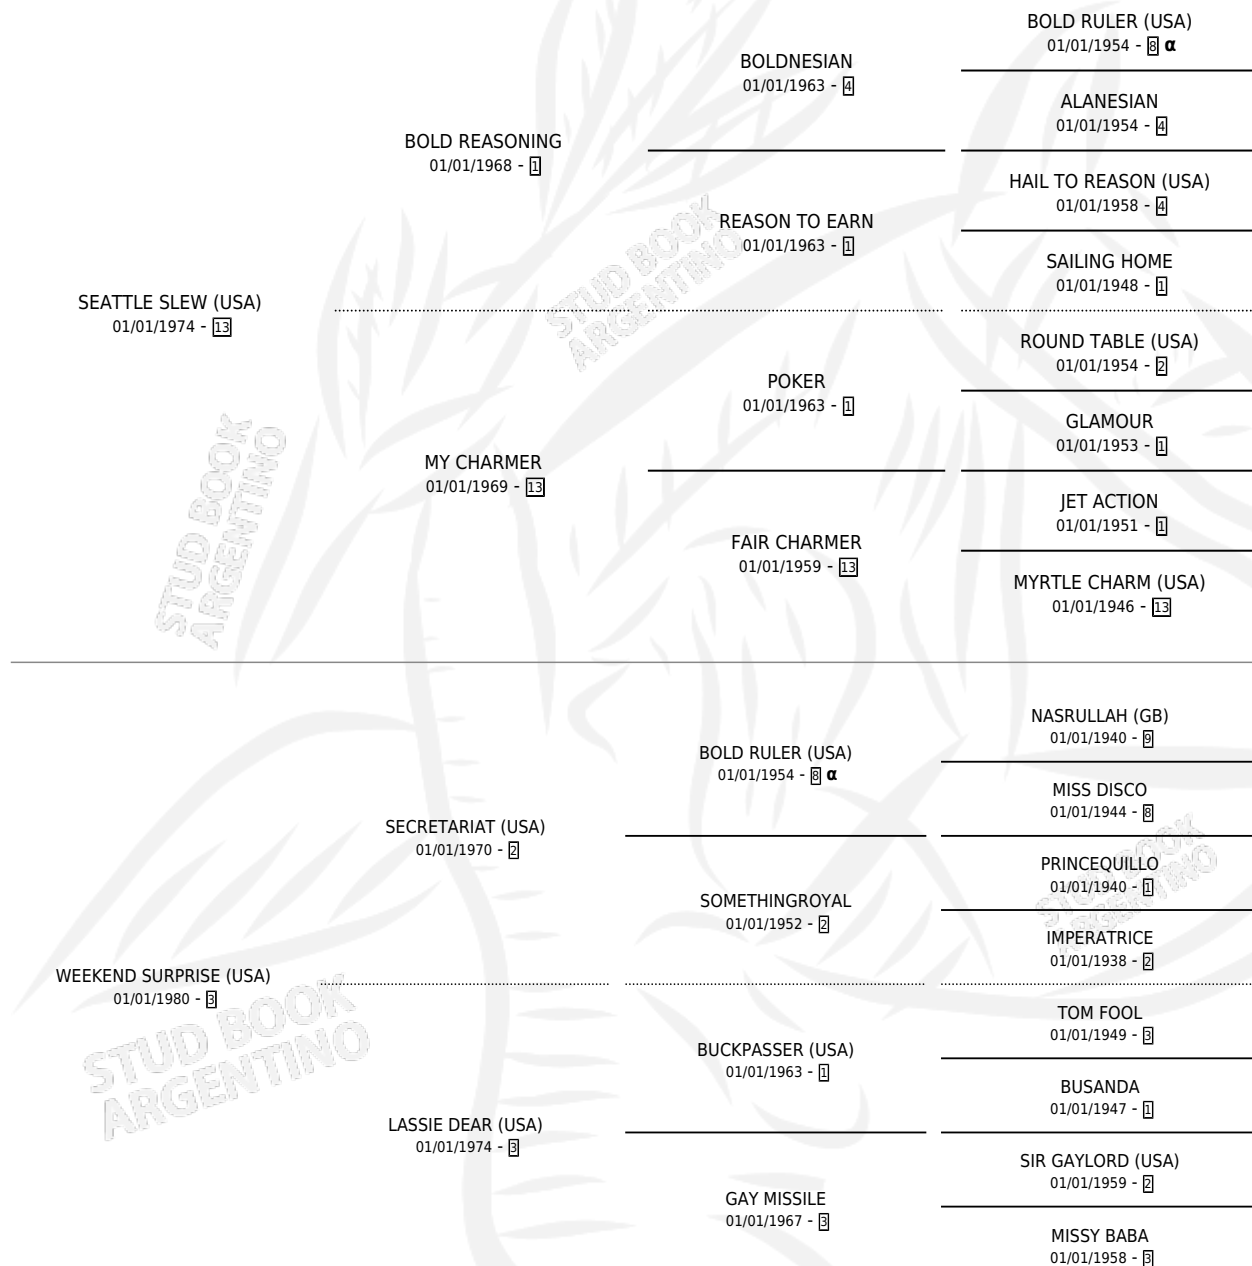 BOLD RULER (USA)
01/01/1954 - 8 α
BOLDNESIAN
01/01/1963 - 4
ALANESIAN
01/01/1954 - 4
BOLD REASONING
01/01/1968 - 1
HAIL TO REASON (USA)
01/01/1958 - 4
REASON TO EARN
01/01/1963 - 1
SAILING HOME
01/01/1948 - 1
SEATTLE SLEW (USA)
01/01/1974 - 13
ROUND TABLE (USA)
01/01/1954 - 2
POKER
01/01/1963 - 1
GLAMOUR
01/01/1953 - 1
MY CHARMER
01/01/1969 - 13
JET ACTION
01/01/1951 - 1
FAIR CHARMER
01/01/1959 - 13
MYRTLE CHARM (USA)
01/01/1946 - 13
NASRULLAH (GB)
01/01/1940 - 9
BOLD RULER (USA)
01/01/1954 - 8 α
MISS DISCO
01/01/1944 - 8
SECRETARIAT (USA)
01/01/1970 - 2
PRINCEQUILLO
01/01/1940 - 1
SOMETHINGROYAL
01/01/1952 - 2
IMPERATRICE
01/01/1938 - 2
WEEKEND SURPRISE (USA)
01/01/1980 - 3
TOM FOOL
01/01/1949 - 3
BUCKPASSER (USA)
01/01/1963 - 1
BUSANDA
01/01/1947 - 1
LASSIE DEAR (USA)
01/01/1974 - 3
SIR GAYLORD (USA)
01/01/1959 - 2
GAY MISSILE
01/01/1967 - 3
MISSY BABA
01/01/1958 - 3
STUD BOOK
ARGENTINO
STUD BOOK
ARGENTINO
STUD BOOK
ARGENTINO
STUD BOOK
ARGENTINO